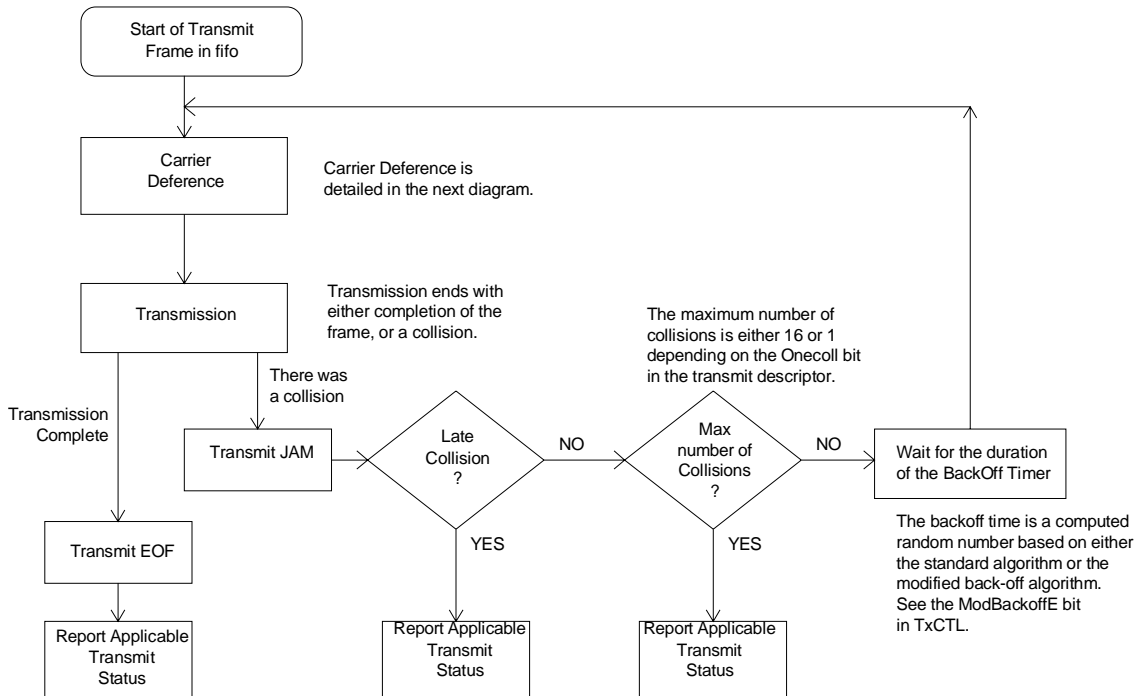 Start of Transmit
Frame in fifo
Carrier
Deference
Carrier Deference is
detailed in the next diagram.
Transmission
Transmission ends with
either completion of the
frame, or a collision.
The maximum number of
collisions is either 16 or 1
depending on the Onecoll bit
in the transmit descriptor.
There was
a collision
Transmission
Complete
Transmit JAM
Late
Collision
?
NO
Max
number of
Collisions
?
NO
Wait for the duration
of the BackOff Timer
Transmit EOF
YES
YES
The backoff time is a computed
random number based on either
the standard algorithm or the
modified back-off algorithm.
See the ModBackoffE bit
in TxCTL.
Report Applicable
Transmit
Status
Report Applicable
Transmit
Status
Report Applicable
Transmit
Status